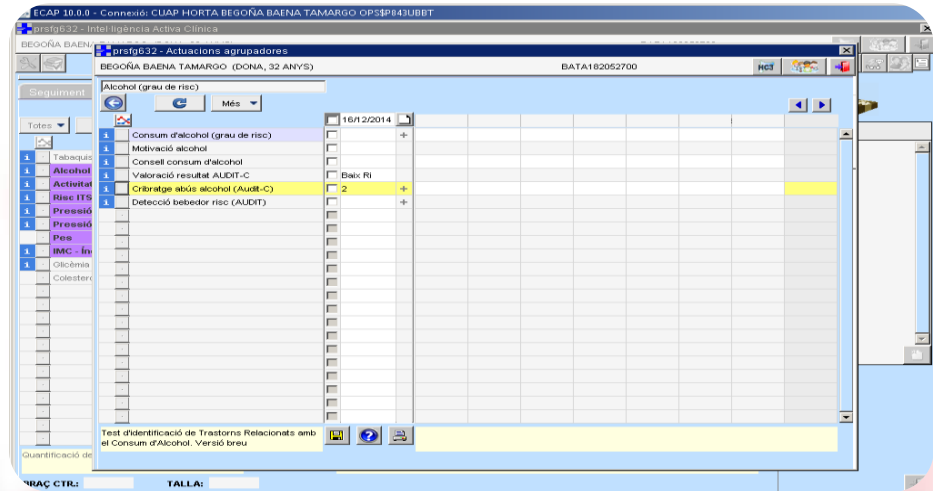 ECAP 10.0.0 - Connexió: CUAP HORTA BEGOÑA BAENA TAMARGO OPS$P843UBBT
prsfg632 - Intel·ligència Activa Clínica
BEGOÑA BAENA
prsfg632 - Actuacions agrupadores
BEGOÑA BAENA TAMARGO (DONA, 32 ANYS) BATA182052700 HC3
Alcohol (grau de risc)
Més
Seguiment
Totes
16/12/2014
Consum d'alcohol (grau de risc)
Motivació alcohol
Consell consum d'alcohol
Valoració resultat AUDIT-C Baix Ri
Cribratge abús alcohol (Audit-C) 2
Detecció bebedor risc (AUDIT)
Tabaquis
Alcohol
Activitat
Risc ITS
Pressió
Pressió
Pes
IMC - Ín
Glicèmia
Colester
Test d'identificació de Trastorns Relacionats amb
el Consum d'Alcohol. Versió breu
Quantificació de
BRAÇ CTR.: TALLA: